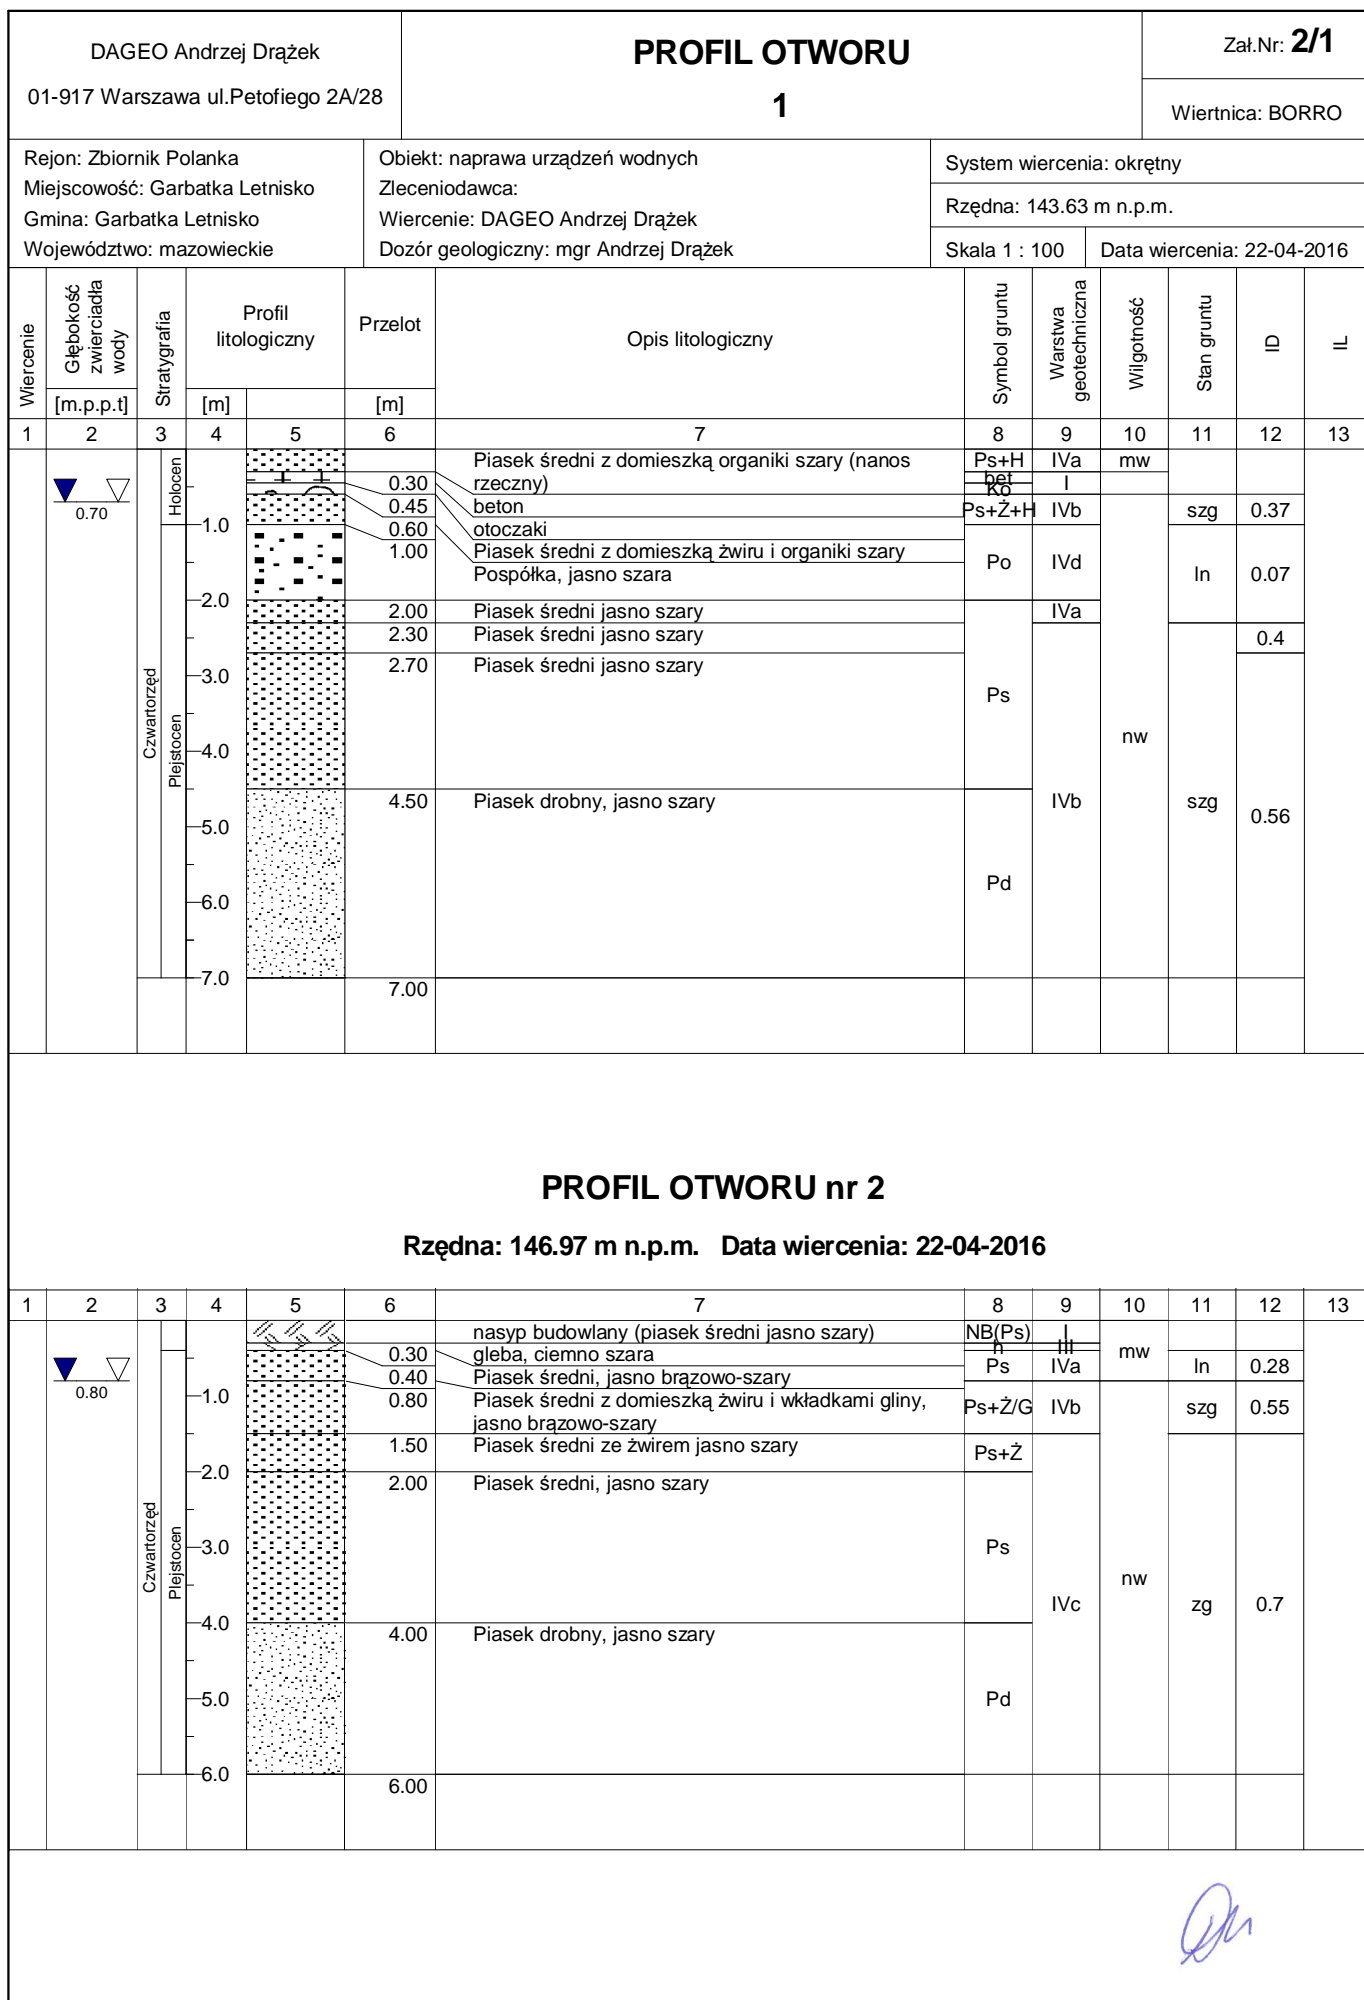 DAGEO Andrzej Drążek
01-917 Warszawa ul.Petofiego 2A/28
PROFIL OTWORU
1
Zał.Nr: 2/1
Wiertnica: BORRO
Rejon: Zbiornik Polanka
Miejscowość: Garbatka Letnisko
Gmina: Garbatka Letnisko
Województwo: mazowieckie
Obiekt: naprawa urządzeń wodnych
Zleceniodawca:
Wiercenie: DAGEO Andrzej Drążek
Dozór geologiczny: mgr Andrzej Drążek
System wiercenia: okrętny
Rzędna: 143.63 m n.p.m.
Skala 1 : 100 Data wiercenia: 22-04-2016
Wiercenie
Głębokość zwierciadła wody
[m.p.p.t]
Stratygrafia
Profil litologiczny
[m]
Przelot
[m]
Opis litologiczny
Symbol gruntu
Warstwa geotechniczna
Wilgotność
Stan gruntu
ID
IL
1 2 3 4 5 6 7 8 9 10 11 12 13
Piasek średni z domieszką organiki szary (nanos Ps+H IVa mw
0.30 rzeczny) bet
0.45 beton Ko I
0.70 Holocen
1.0 0.60 otoczaki Ps+Ż+H IVb szg 0.37
1.00 Piasek średni z domieszką żwiru i organiki szary
Pospółka, jasno szara Po IVd ln 0.07
2.0 2.00 Piasek średni jasno szary IVa
2.30 Piasek średni jasno szary 0.4
3.0 2.70 Piasek średni jasno szary
Ps
Czwartorzęd
Plejstocen
4.0 nw
4.50 Piasek drobny, jasno szary IVb szg 0.56
5.0
Pd
6.0
7.0
7.00
PROFIL OTWORU nr 2
Rzędna: 146.97 m n.p.m. Data wiercenia: 22-04-2016
1 2 3 4 5 6 7 8 9 10 11 12 13
nasyp budowlany (piasek średni jasno szary) NB(Ps) I
0.30 gleba, ciemno szara h III mw
0.80 0.40 Piasek średni, jasno brązowo-szary Ps IVa ln 0.28
1.0 0.80 Piasek średni z domieszką żwiru i wkładkami gliny, Ps+Ż/G IVb szg 0.55
jasno brązowo-szary
1.50 Piasek średni ze żwirem jasno szary Ps+Ż
2.0 2.00 Piasek średni, jasno szary
Czwartorzęd
Plejstocen
3.0 Ps
nw
IVc zg 0.7
4.0 4.00 Piasek drobny, jasno szary
5.0 Pd
6.0
6.00